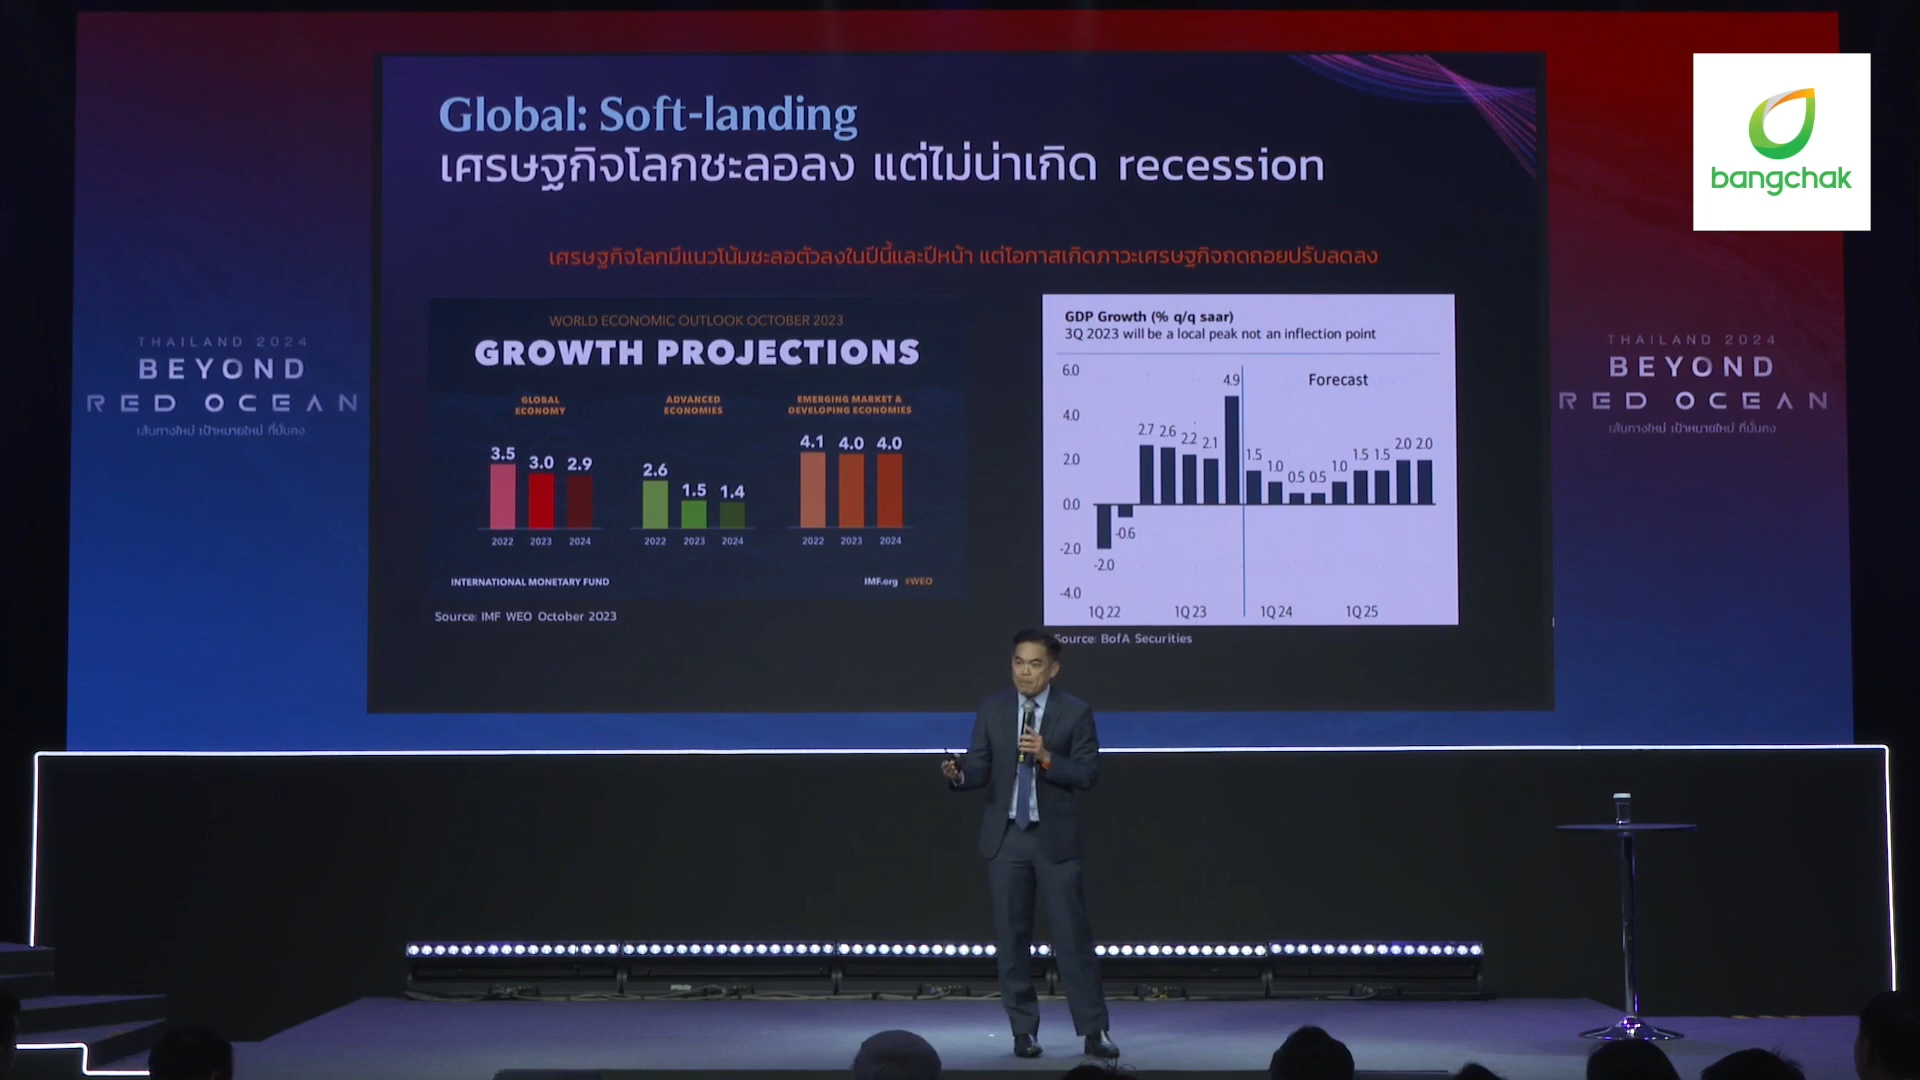 Global: Soft-landing
เศรษฐกิจโลกชะลอลง แต่ไม่น่าเกิด recession
bangchak
เศรษฐกิจโลกมีแนวโน้มชะลอตัวลงในปีนี้และปีหน้า แต่โอกาสเกิดภาวะเศรษฐกิจถดถอยปรับลดลง
THAILAND 2024
BEYOND
RED OCEAN
เส้นทางใหม่ เป้าหมายใหม่ ที่มั่นคง
WORLD ECONOMIC OUTLOOK OCTOBER 2023
GROWTH PROJECTIONS
GLOBAL
ECONOMY
3.5 3.0 2.9
2022 2023 2024
ADVANCED
ECONOMIES
2.6 1.5 1.4
2022 2023 2024
EMERGING MARKET &
DEVELOPING ECONOMIES
4.1 4.0 4.0
2022 2023 2024
INTERNATIONAL MONETARY FUND
IMF.org #WEO
Source: IMF WEO October 2023
GDP Growth (% q/q saar)
3Q 2023 will be a local peak not an inflection point
Forecast
6.0
4.0
2.0
0.0
-2.0
-4.0
-2.0 -0.6 2.7 2.6 2.2 2.1 4.9 1.5 1.0 0.5 0.5 1.0 1.5 1.5 2.0 2.0
1Q 22 1Q 23 1Q 24 1Q 25
Source: BofA Securities
THAILAND 2024
BEYOND
RED OCEAN
เส้นทางใหม่ เป้าหมายใหม่ ที่มั่นคง